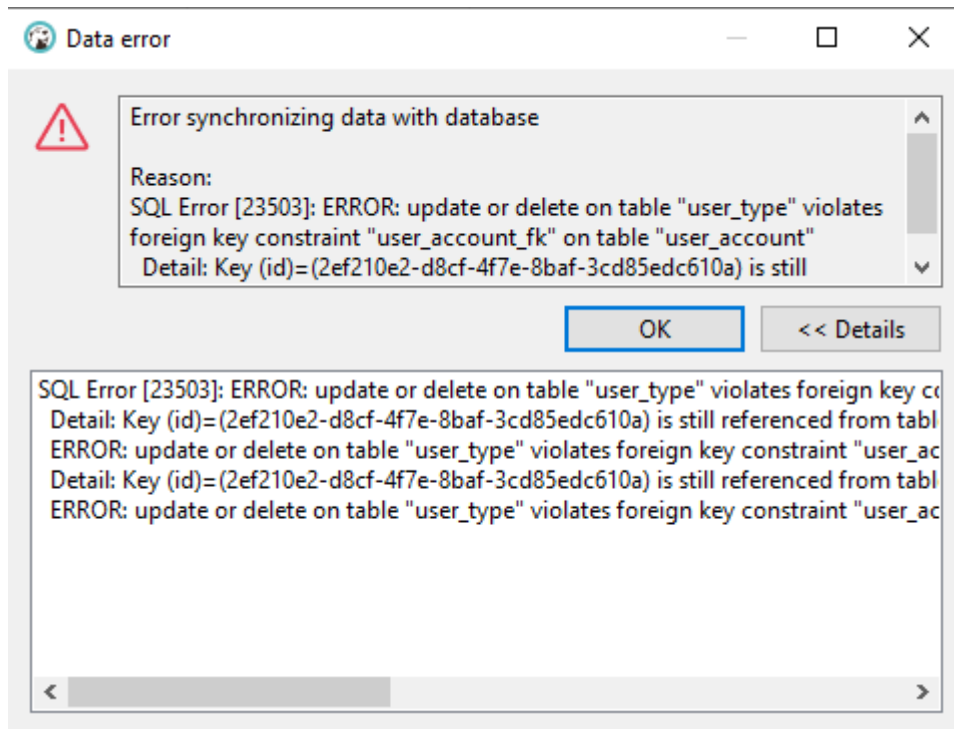 Data error
Error synchronizing data with database
Reason:
SQL Error [23503]: ERROR: update or delete on table "user_type" violates
foreign key constraint "user_account_fk" on table "user_account"
Detail: Key (id)=(2ef210e2-d8cf-4f7e-8baf-3cd85edc610a) is still
OK
<< Details
SQL Error [23503]: ERROR: update or delete on table "user_type" violates foreign key co
Detail: Key (id)=(2ef210e2-d8cf-4f7e-8baf-3cd85edc610a) is still referenced from tabl
ERROR: update or delete on table "user_type" violates foreign key constraint "user_ac
Detail: Key (id)=(2ef210e2-d8cf-4f7e-8baf-3cd85edc610a) is still referenced from tabl
ERROR: update or delete on table "user_type" violates foreign key constraint "user_ac